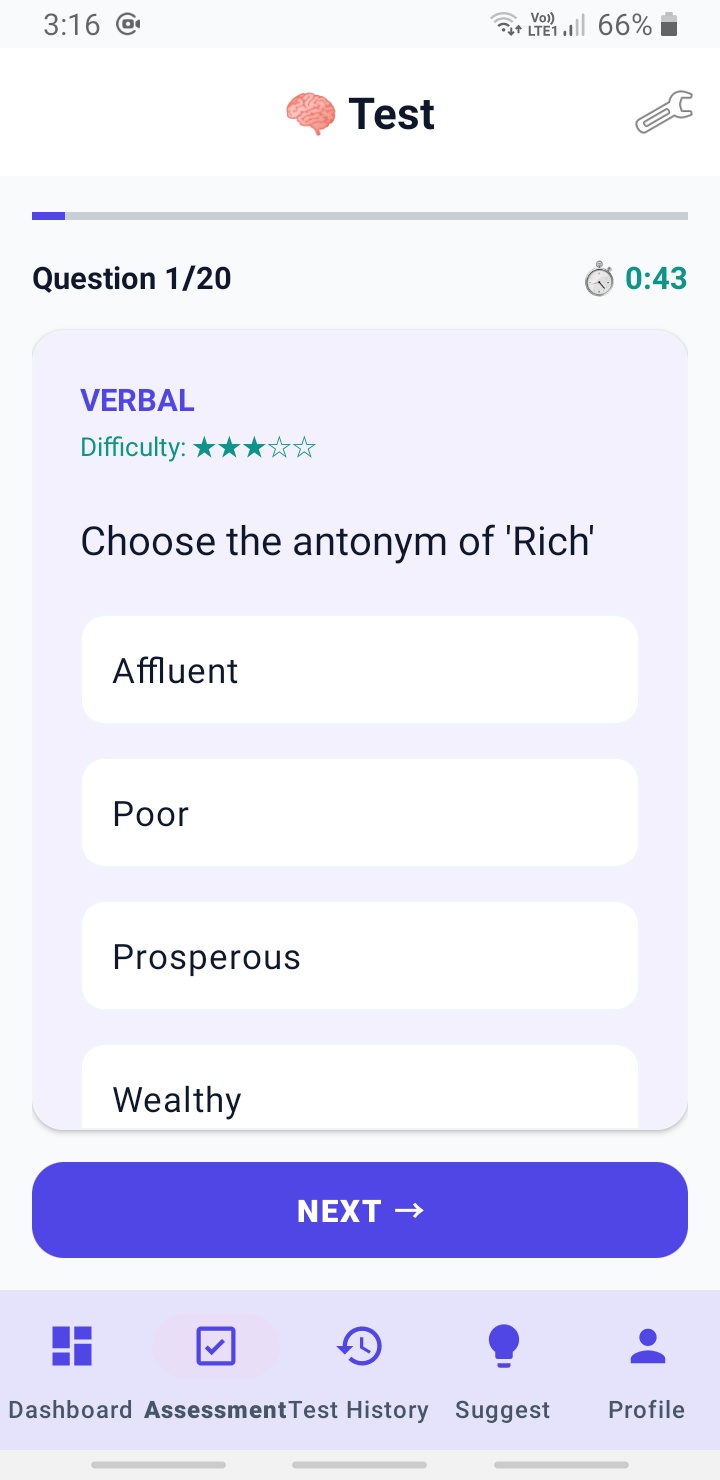 3:16 Vo)) LTE1 66%
Test
Question 1/20 0:43
VERBAL
Difficulty: ★★★☆☆
Choose the antonym of 'Rich'
Affluent
Poor
Prosperous
Wealthy
NEXT →
Dashboard Assessment Test History Suggest Profile